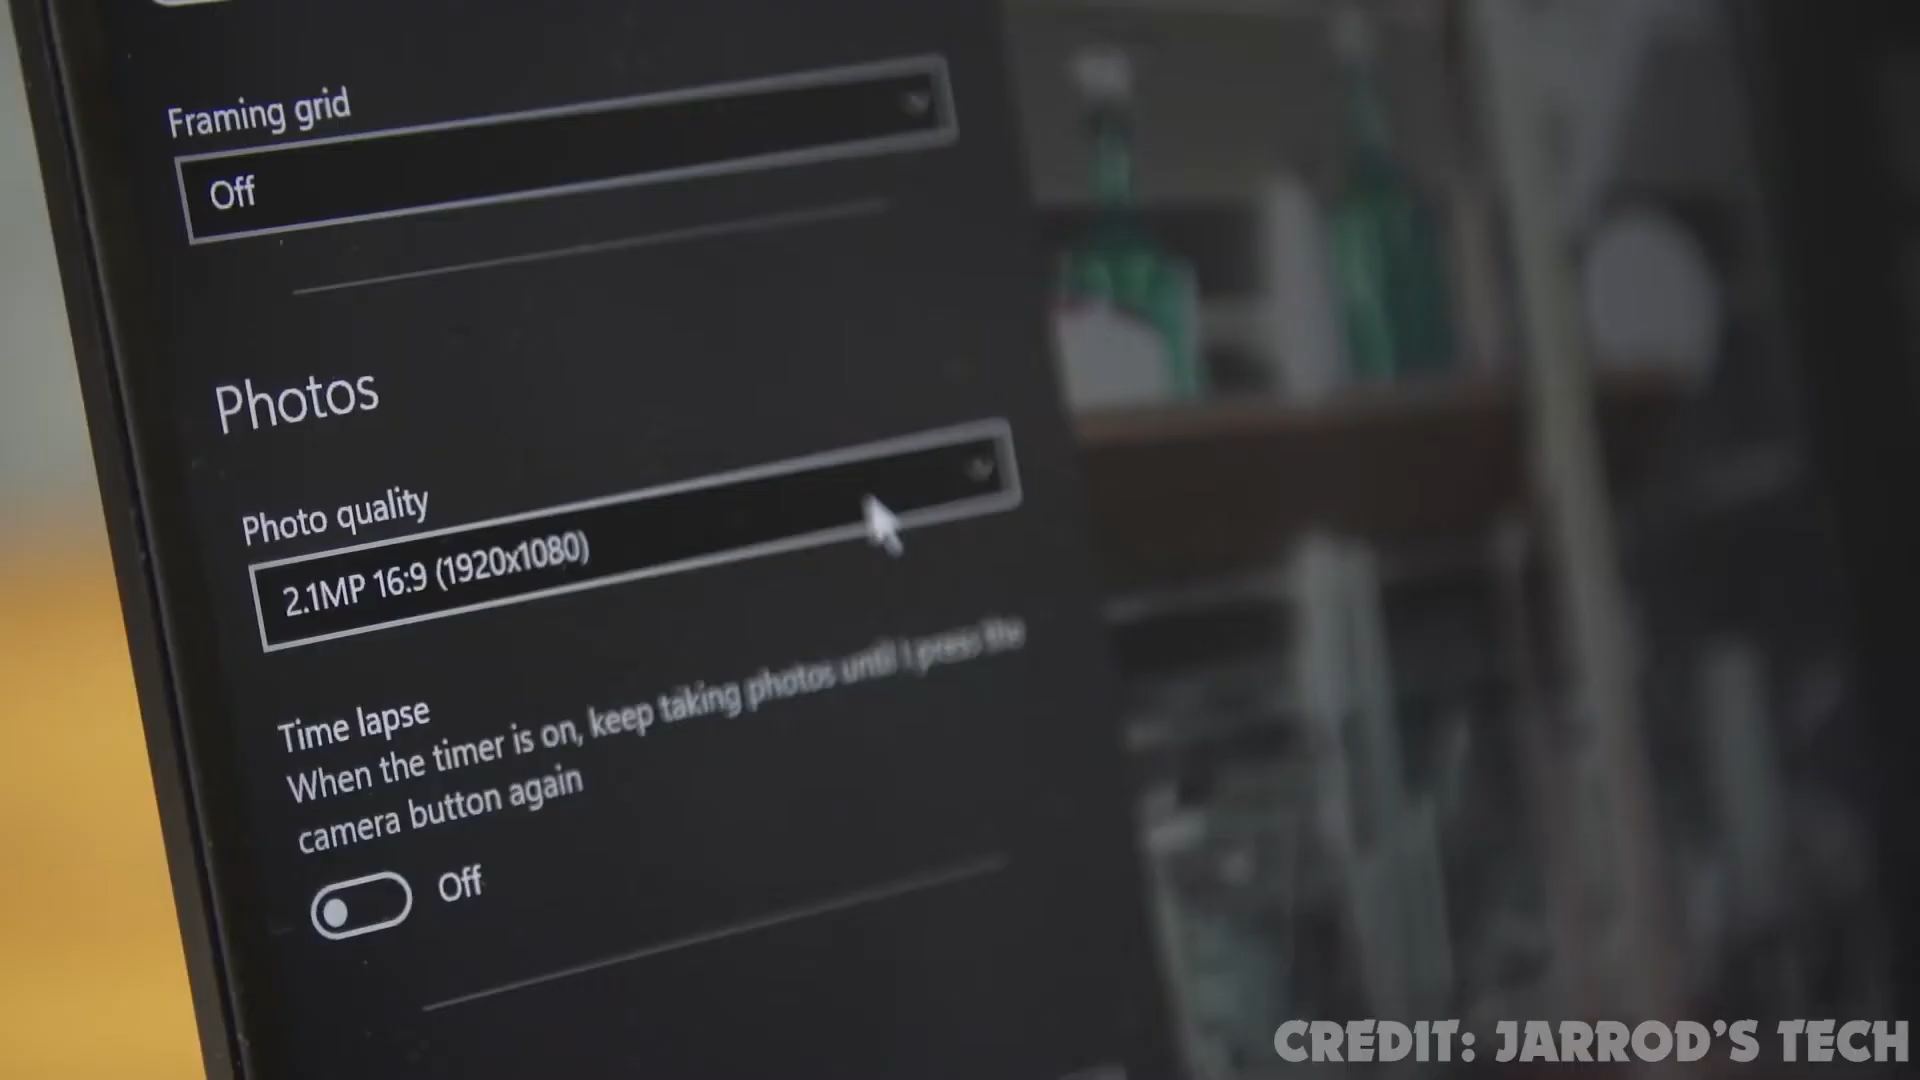 Framing grid
Off
Photos
Photo quality
2.1MP 16:9 (1920x1080)
Time lapse
When the timer is on, keep taking photos until I press the
camera button again
Off
CREDIT: JARROD'S TECH